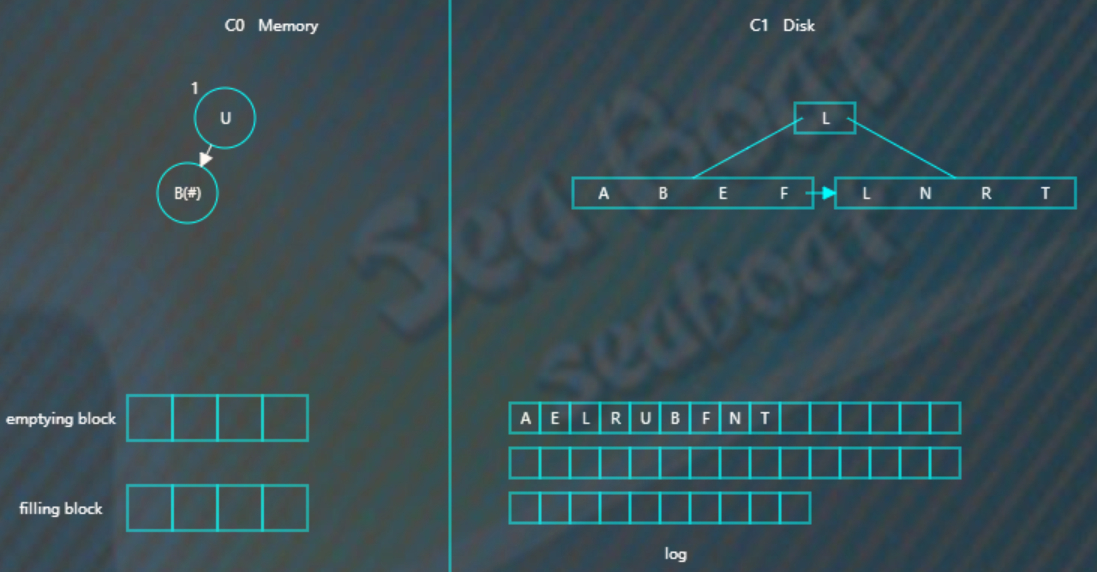 C0 Memory
C1 Disk
1
U
L
B(#)
A B E F
L N R T
emptying block
A E L R U B F N T
filling block
log
SeaBoat
seaboat